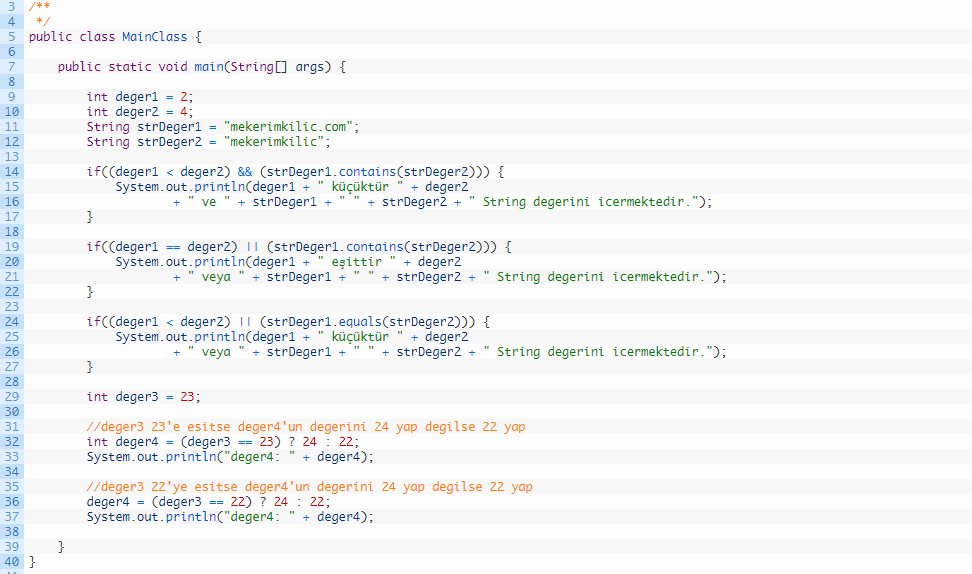 3 /**
4  */
5 public class MainClass {
6
7     public static void main(String[] args) {
8
9         int deger1 = 2;
10         int deger2 = 4;
11         String strDeger1 = "mekerimkilic.com";
12         String strDeger2 = "mekerimkilic";
13
14         if((deger1 < deger2) && (strDeger1.contains(strDeger2))) {
15             System.out.println(deger1 + " küçüktür " + deger2
16                     + " ve " + strDeger1 + " " + strDeger2 + " String degerini icermektedir.");
17         }
18
19         if((deger1 == deger2) || (strDeger1.contains(strDeger2))) {
20             System.out.println(deger1 + " eşittir " + deger2
21                     + " veya " + strDeger1 + " " + strDeger2 + " String degerini icermektedir.");
22         }
23
24         if((deger1 < deger2) || (strDeger1.equals(strDeger2))) {
25             System.out.println(deger1 + " küçüktür " + deger2
26                     + " veya " + strDeger1 + " " + strDeger2 + " String degerini icermektedir.");
27         }
28
29         int deger3 = 23;
30
31         //deger3 23'e esitse deger4'un degerini 24 yap degilse 22 yap
32         int deger4 = (deger3 == 23) ? 24 : 22;
33         System.out.println("deger4: " + deger4);
34
35         //deger3 22'ye esitse deger4'un degerini 24 yap degilse 22 yap
36         deger4 = (deger3 == 22) ? 24 : 22;
37         System.out.println("deger4: " + deger4);
38
39     }
40 }